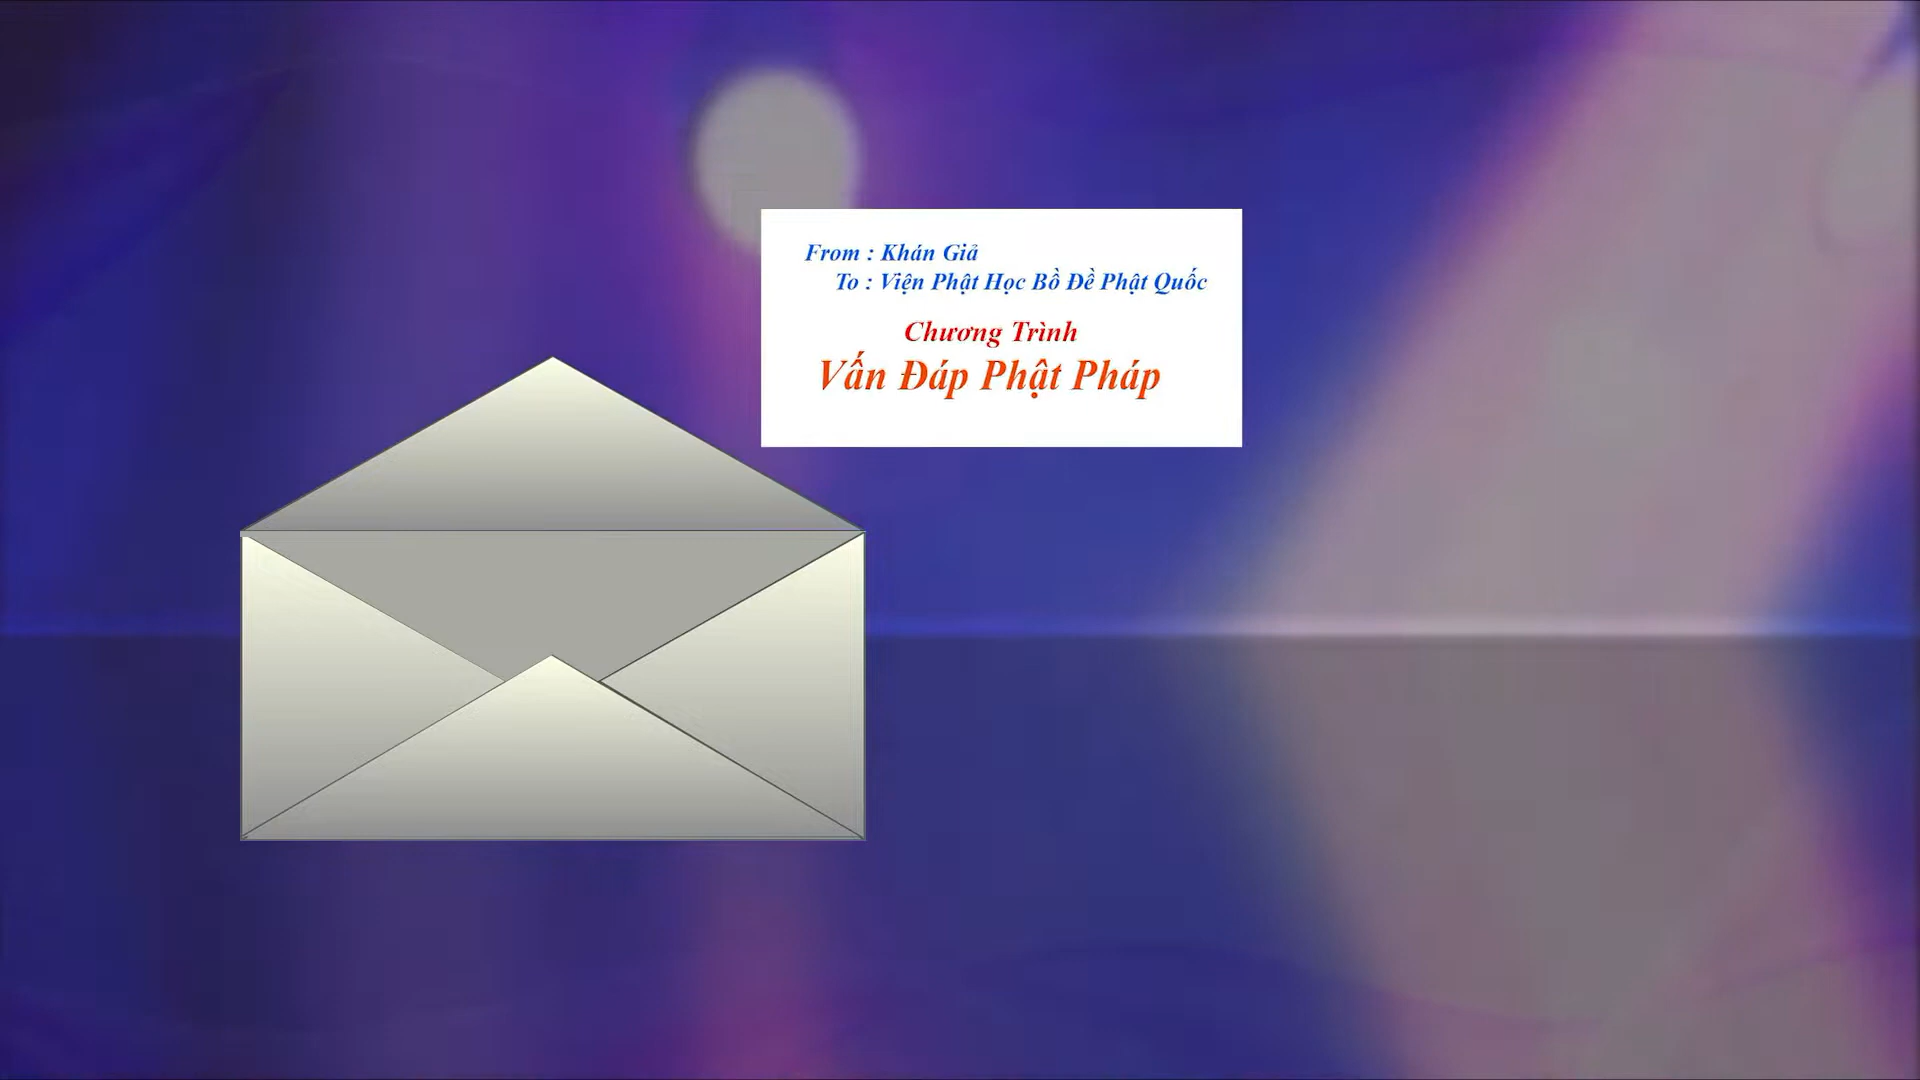 From : Khán Giả
To : Viện Phật Học Bồ Đề Phật Quốc
Chương Trình
Vấn Đáp Phật Pháp